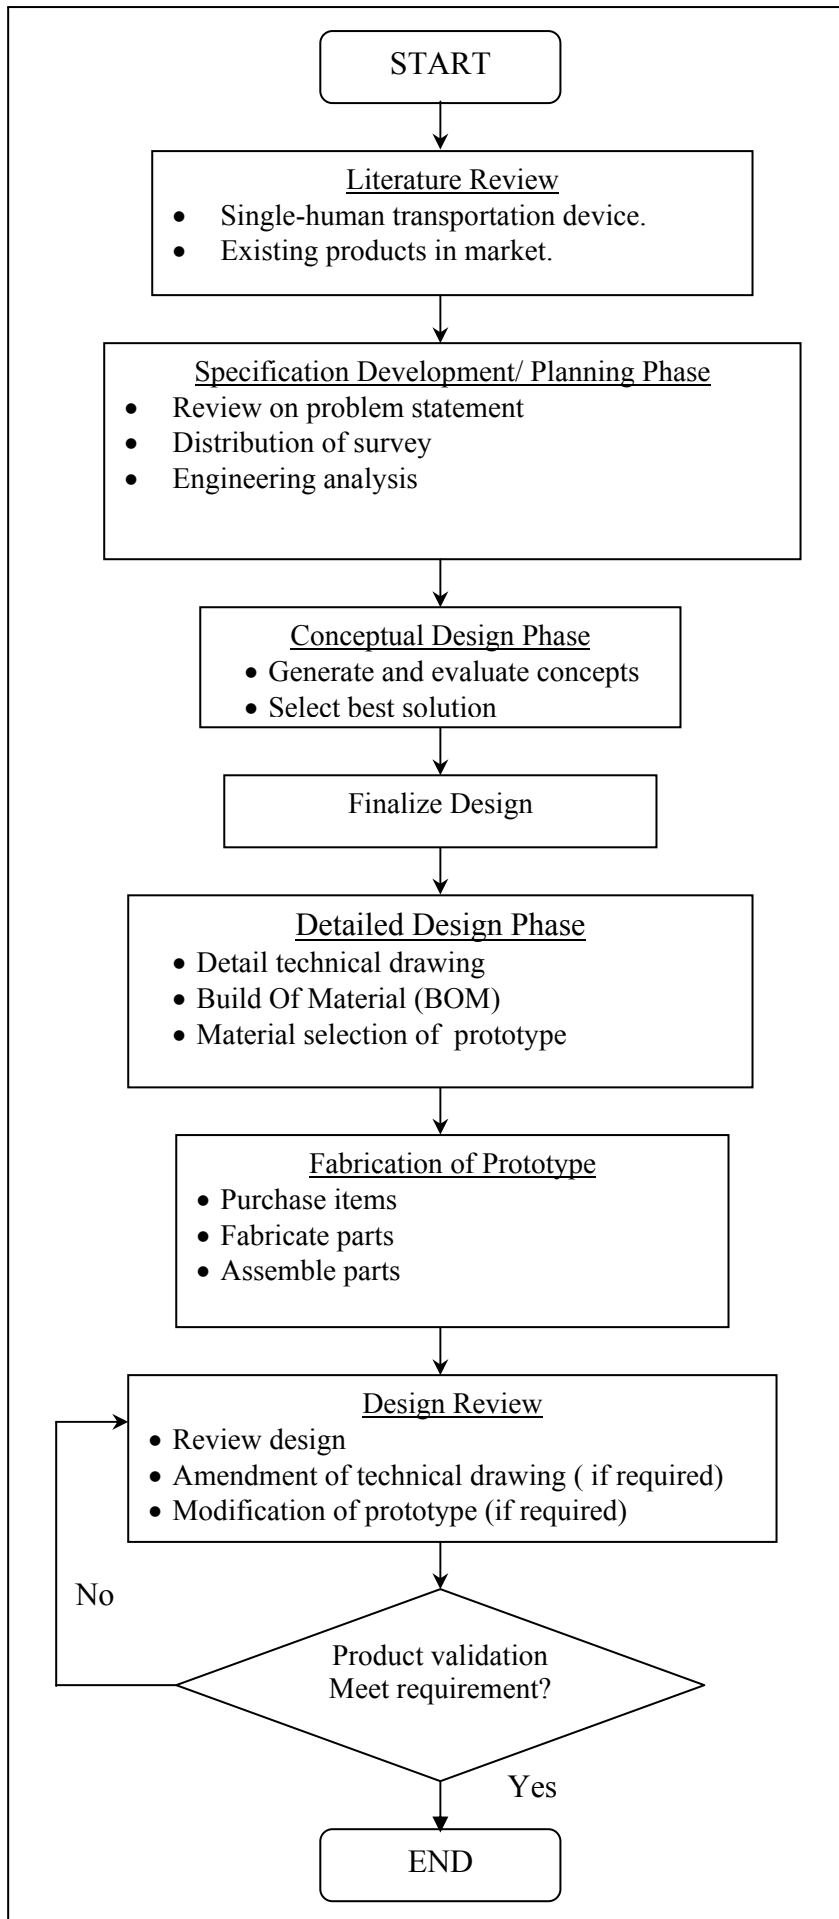 START
Literature Review
• Single-human transportation device.
• Existing products in market.
Specification Development/ Planning Phase
• Review on problem statement
• Distribution of survey
• Engineering analysis
Conceptual Design Phase
• Generate and evaluate concepts
• Select best solution
Finalize Design
Detailed Design Phase
• Detail technical drawing
• Build Of Material (BOM)
• Material selection of prototype
Fabrication of Prototype
• Purchase items
• Fabricate parts
• Assemble parts
Design Review
• Review design
• Amendment of technical drawing ( if required)
• Modification of prototype (if required)
No
Product validation
Meet requirement?
Yes
END